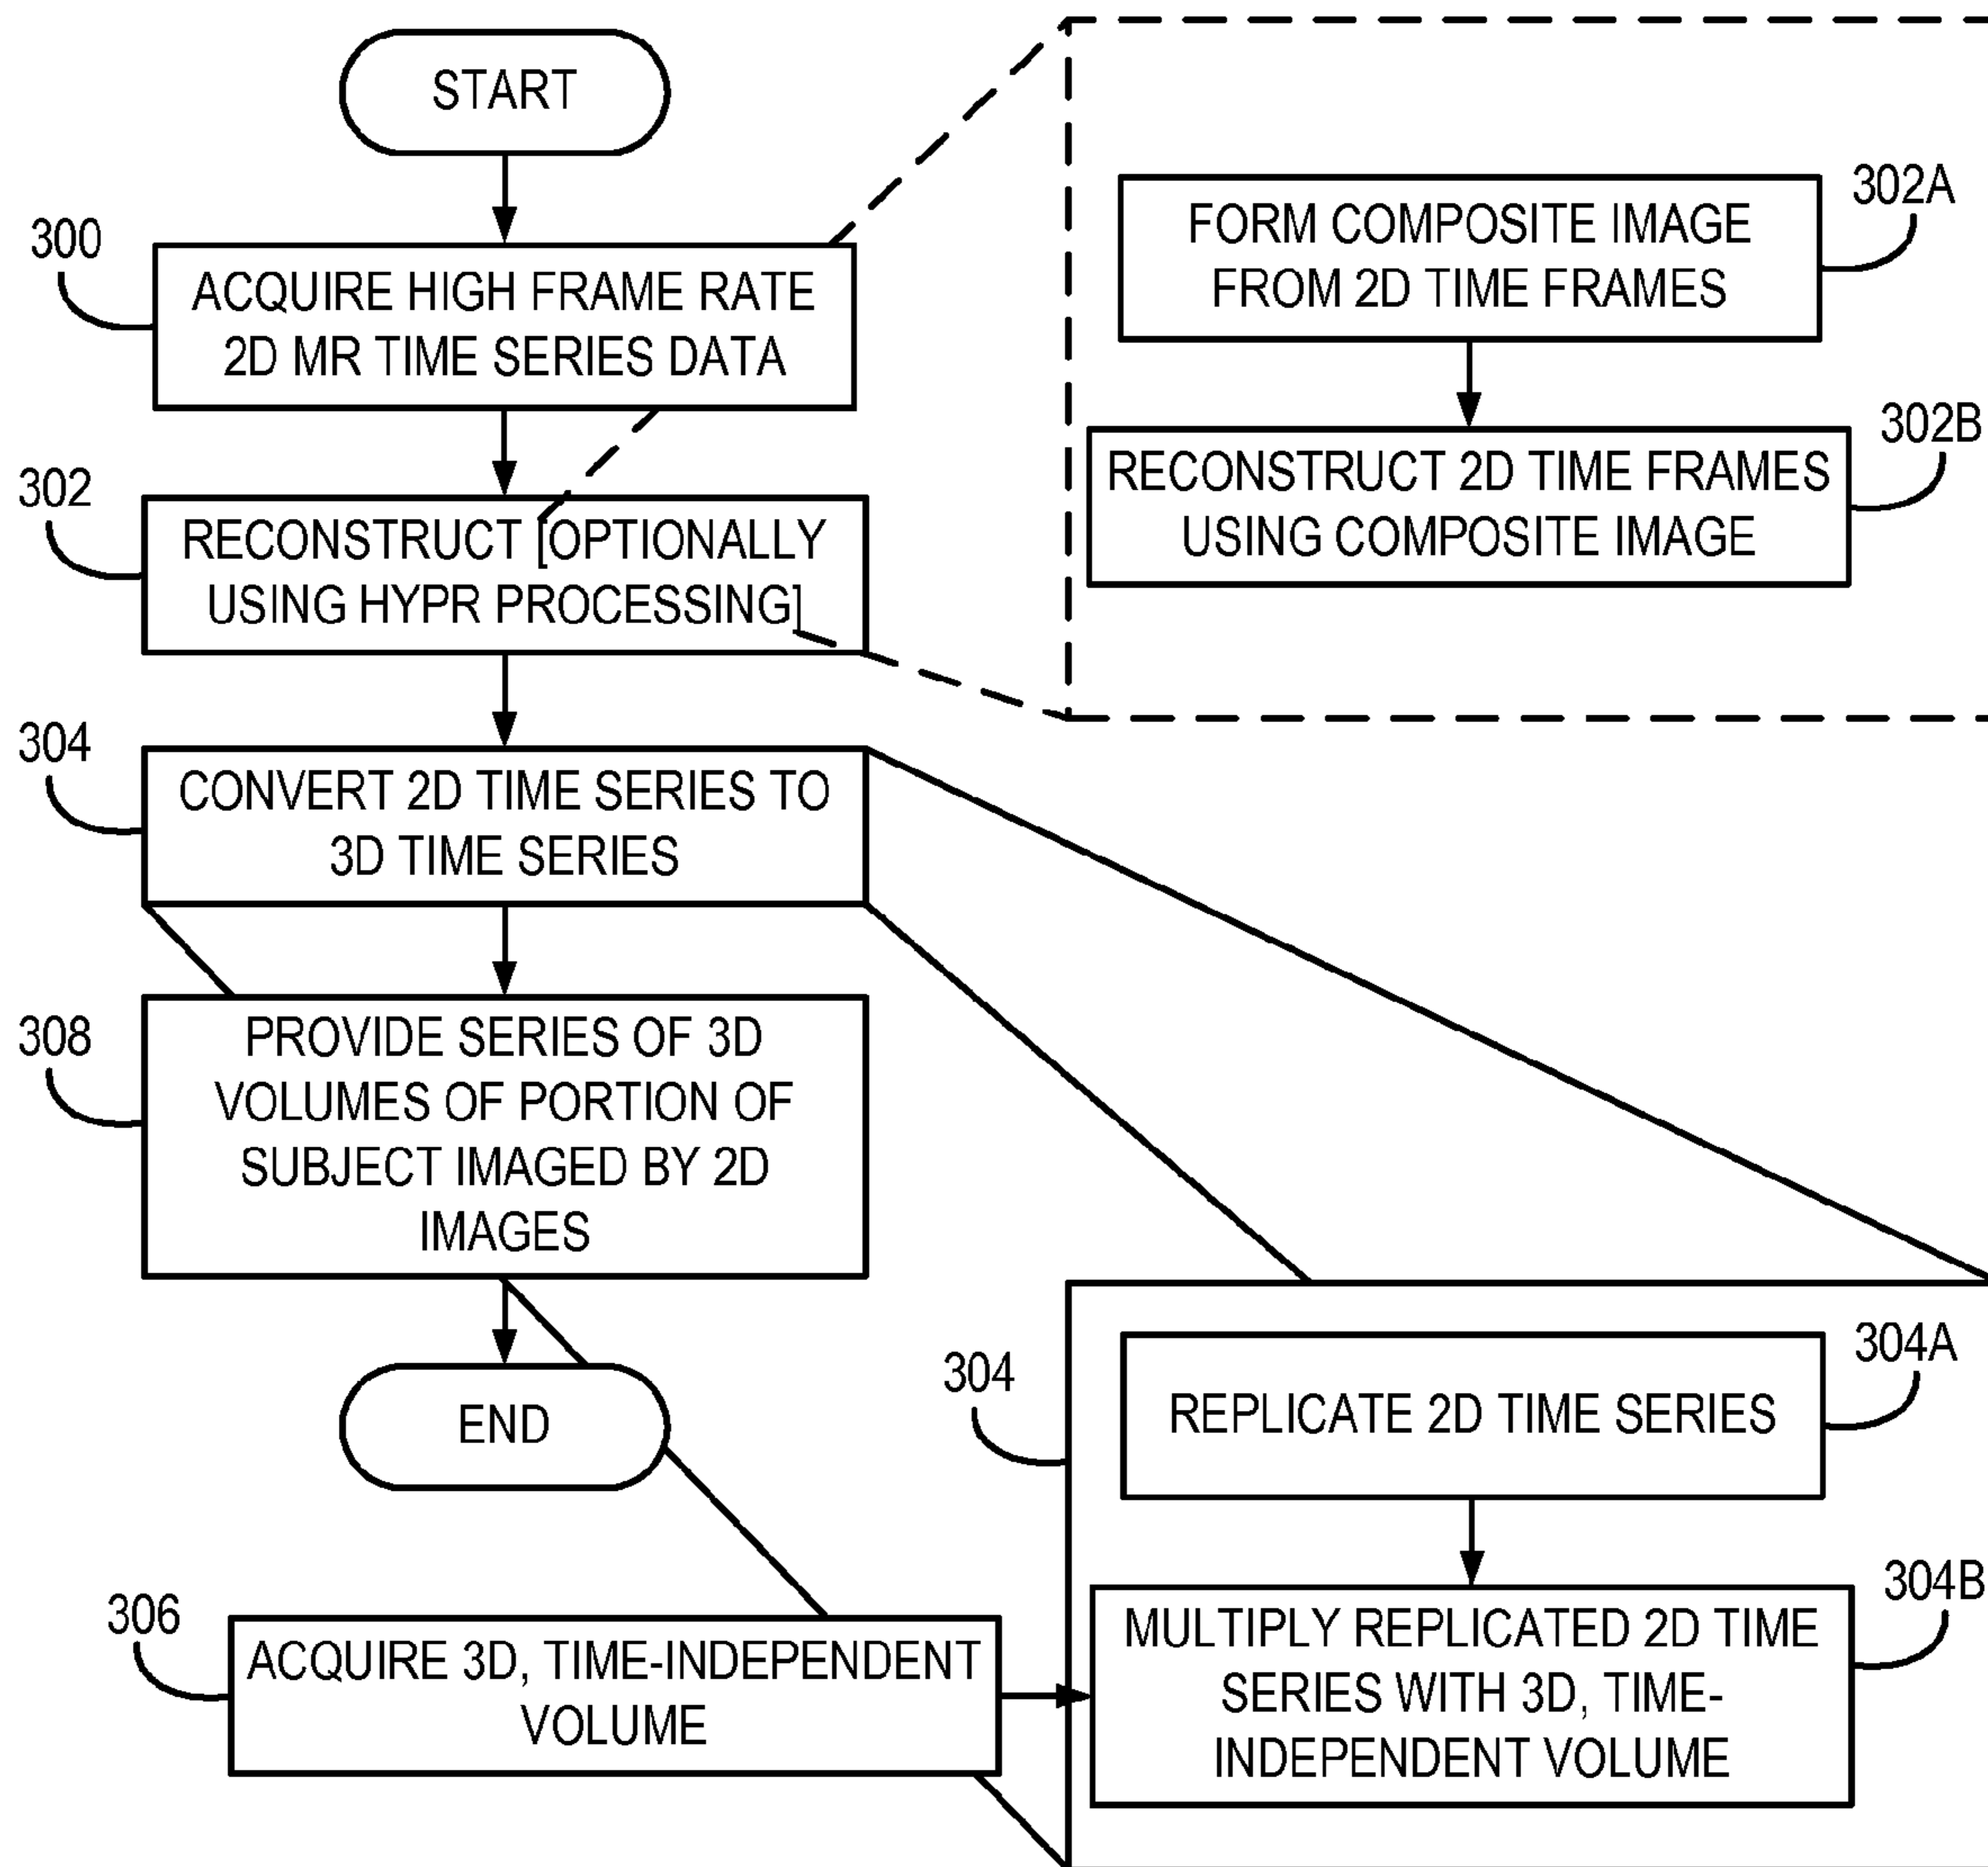 START
300
ACQUIRE HIGH FRAME RATE
2D MR TIME SERIES DATA
302
RECONSTRUCT [OPTIONALLY
USING HYPR PROCESSING]
302A
FORM COMPOSITE IMAGE
FROM 2D TIME FRAMES
302B
RECONSTRUCT 2D TIME FRAMES
USING COMPOSITE IMAGE
304
CONVERT 2D TIME SERIES TO
3D TIME SERIES
308
PROVIDE SERIES OF 3D
VOLUMES OF PORTION OF
SUBJECT IMAGED BY 2D
IMAGES
END
304
304A
REPLICATE 2D TIME SERIES
304B
MULTIPLY REPLICATED 2D TIME
SERIES WITH 3D, TIME-
INDEPENDENT VOLUME
306
ACQUIRE 3D, TIME-INDEPENDENT
VOLUME